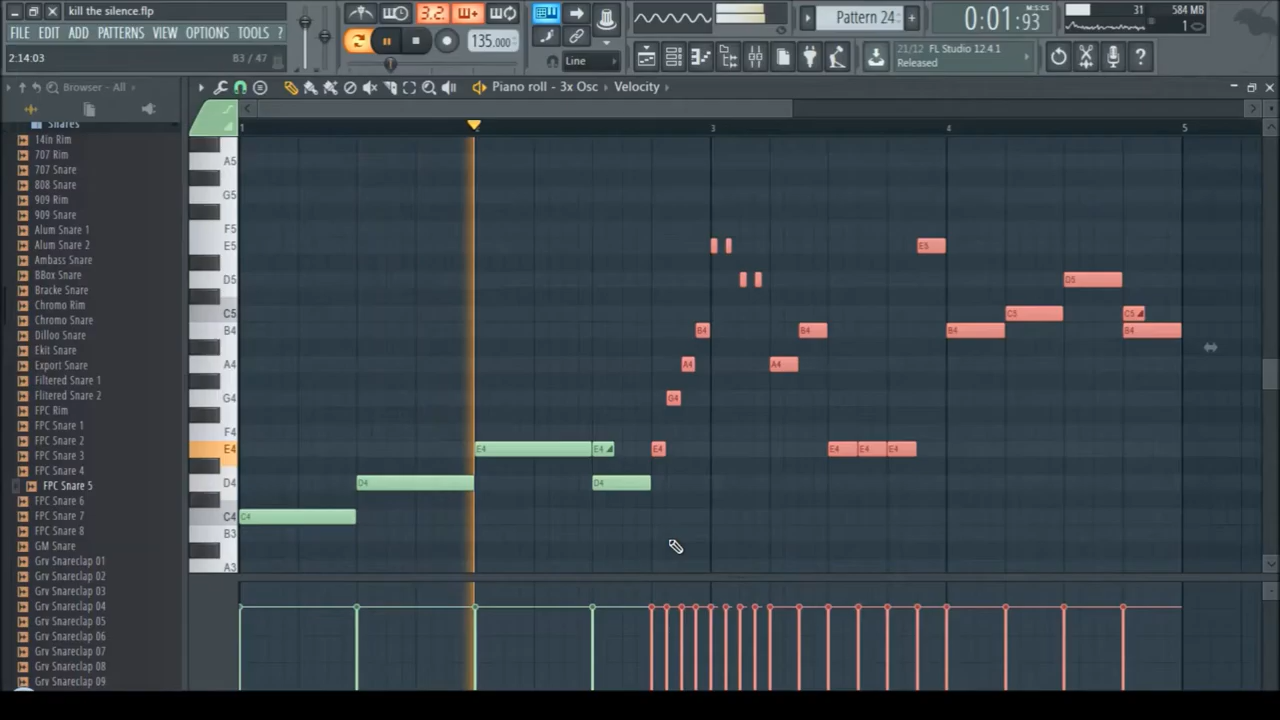 kill the silence.flp
FILE EDIT ADD PATTERNS VIEW OPTIONS TOOLS ?
2:14:03
83 / 47
3.2
135.000
Line
Pattern 24
0:01:93
M:S:CS
31
584 MB
1
21/12 FL Studio 12.4.1
Released
Browser - All
Piano roll - 3x Osc
Velocity
Snares
14in Rim
707 Rim
707 Snare
808 Snare
909 Rim
909 Snare
Alum Snare 1
Alum Snare 2
Ambass Snare
BBox Snare
Bracke Snare
Chromo Rim
Chromo Snare
Dilloo Snare
Ekit Snare
Export Snare
Filtered Snare 1
Flitered Snare 2
FPC Rim
FPC Snare 1
FPC Snare 2
FPC Snare 3
FPC Snare 4
FPC Snare 5
FPC Snare 6
FPC Snare 7
FPC Snare 8
GM Snare
Grv Snareclap 01
Grv Snareclap 02
Grv Snareclap 03
Grv Snareclap 04
Grv Snareclap 05
Grv Snareclap 06
Grv Snareclap 07
Grv Snareclap 08
Grv Snareclap 09
1
3
4
5
A5
G5
F5
E5
E5
D5
D5
C5
C5
C5
B4
B4
B4
B4
B4
A4
A4
A4
G4
G4
F4
E4
E4
E4
E4
E4
E4
E4
D4
D4
D4
C4
C4
B3
A3